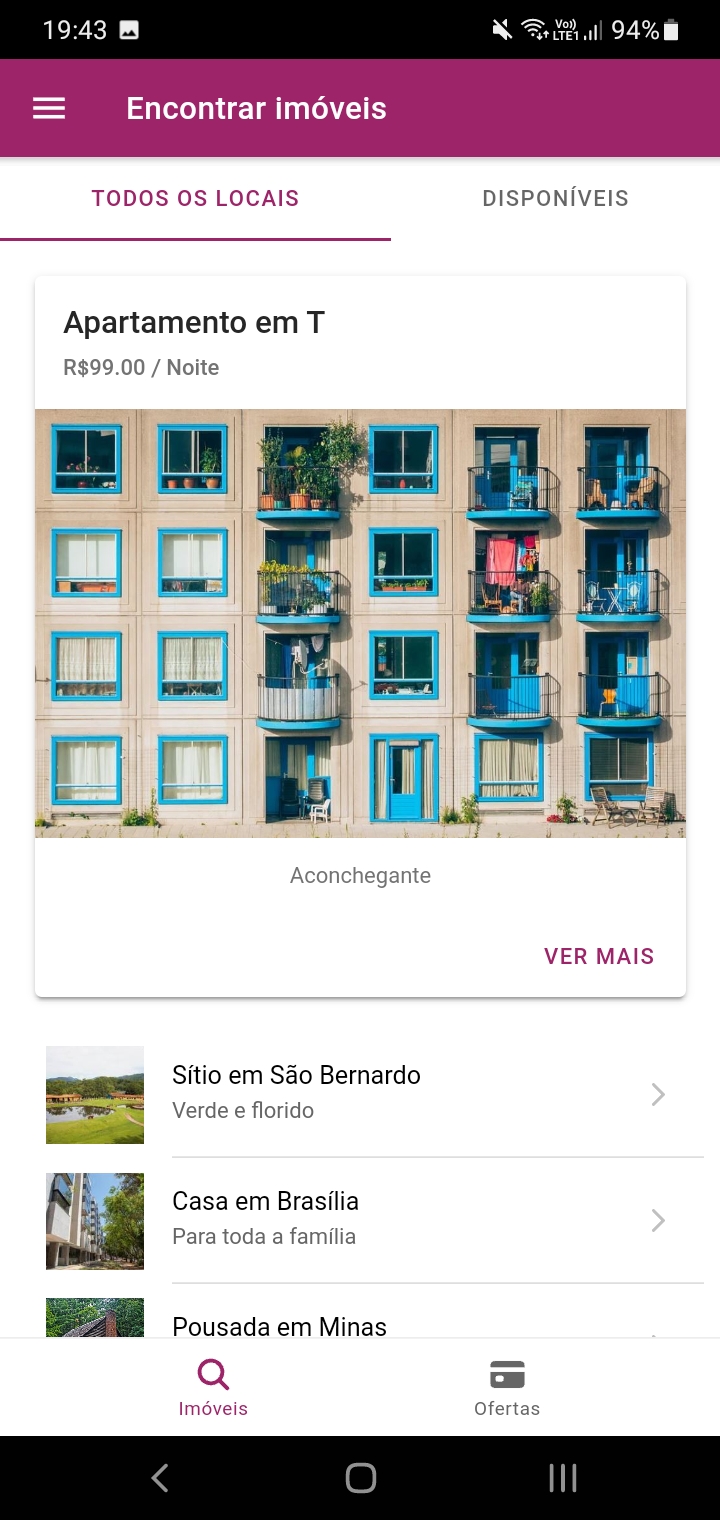 19:43
Vo))
LTE1
94%
Encontrar imóveis
TODOS OS LOCAIS
DISPONÍVEIS
Apartamento em T
R$99.00 / Noite
Aconchegante
VER MAIS
Sítio em São Bernardo
Verde e florido
Casa em Brasília
Para toda a família
Pousada em Minas
Imóveis
Ofertas